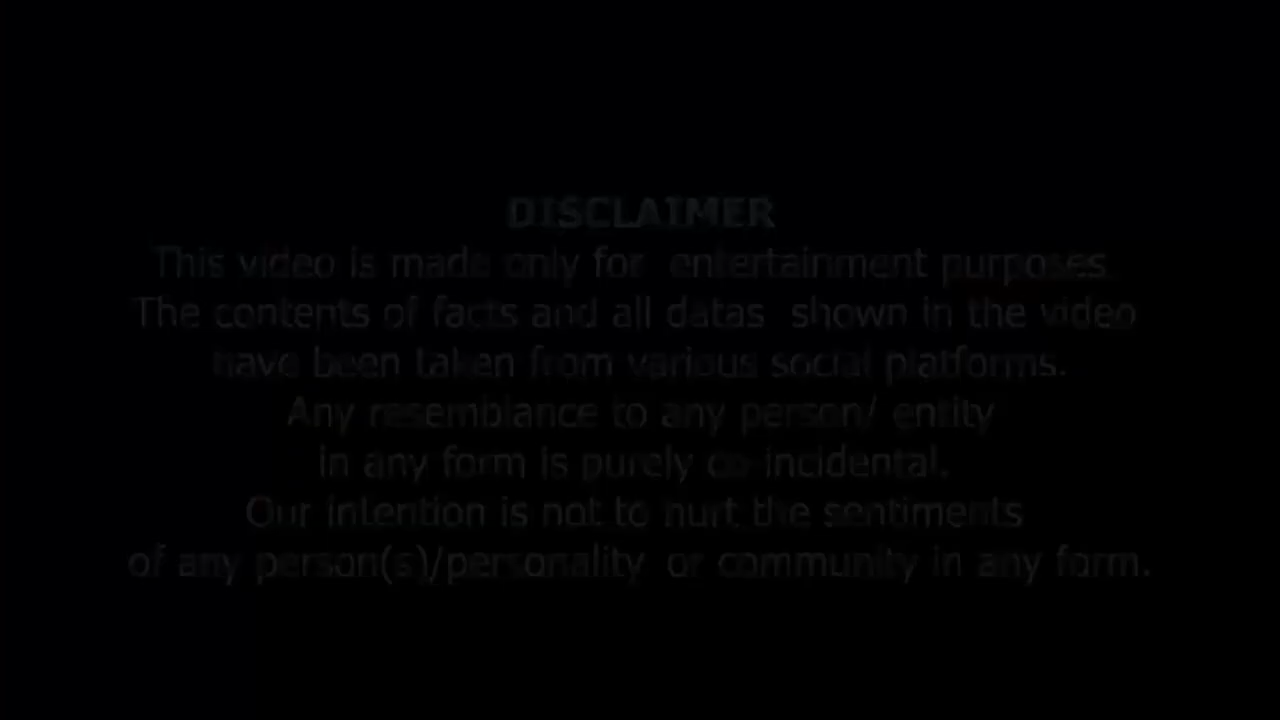 DISCLAIMER
This video is made only for entertainment purposes.
The contents of facts and all datas shown in the video
have been taken from various social platforms.
Any resemblance to any person/ entity
in any form is purely co-incidental.
Our intention is not to hurt the sentiments
of any person(s)/personality or community in any form.